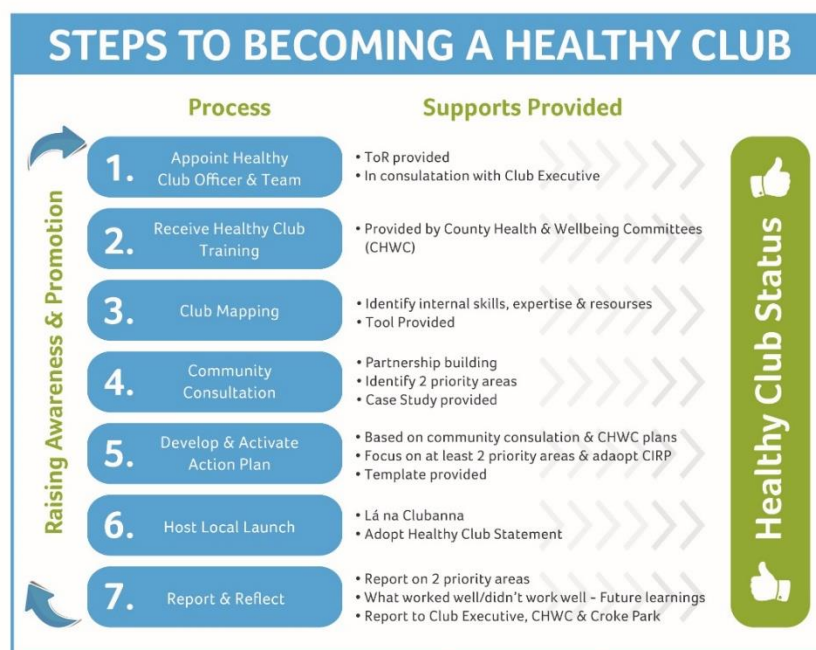 STEPS TO BECOMING A HEALTHY CLUB
Process
Supports Provided
Raising Awareness & Promotion
1.
Appoint Healthy
Club Officer & Team
• ToR provided
• In consulatation with Club Executive
2.
Receive Healthy Club
Training
• Provided by County Health & Wellbeing Committees
(CHWC)
3.
Club Mapping
• Identify internal skills, expertise & resourses
• Tool Provided
4.
Community
Consultation
• Partnership building
• Identify 2 priority areas
• Case Study provided
5.
Develop & Activate
Action Plan
• Based on community consulation & CHWC plans
• Focus on at least 2 priority areas & adaopt CIRP
• Template provided
6.
Host Local Launch
• Lá na Clubanna
• Adopt Healthy Club Statement
7.
Report & Reflect
• Report on 2 priority areas
• What worked well/didn't work well - Future learnings
• Report to Club Executive, CHWC & Croke Park
Healthy Club Status